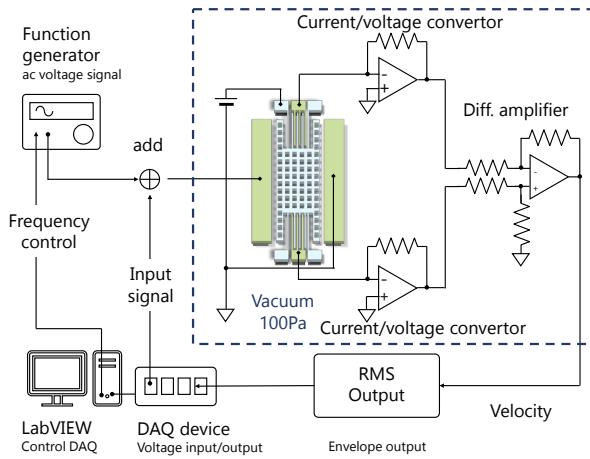 Function
generator
ac voltage signal
Current/voltage convertor
Diff. amplifier
add
Frequency
control
Input
signal
Vacuum
100Pa
Current/voltage convertor
RMS
Output
Velocity
LabVIEW
Control DAQ
DAQ device
Voltage input/output
Envelope output